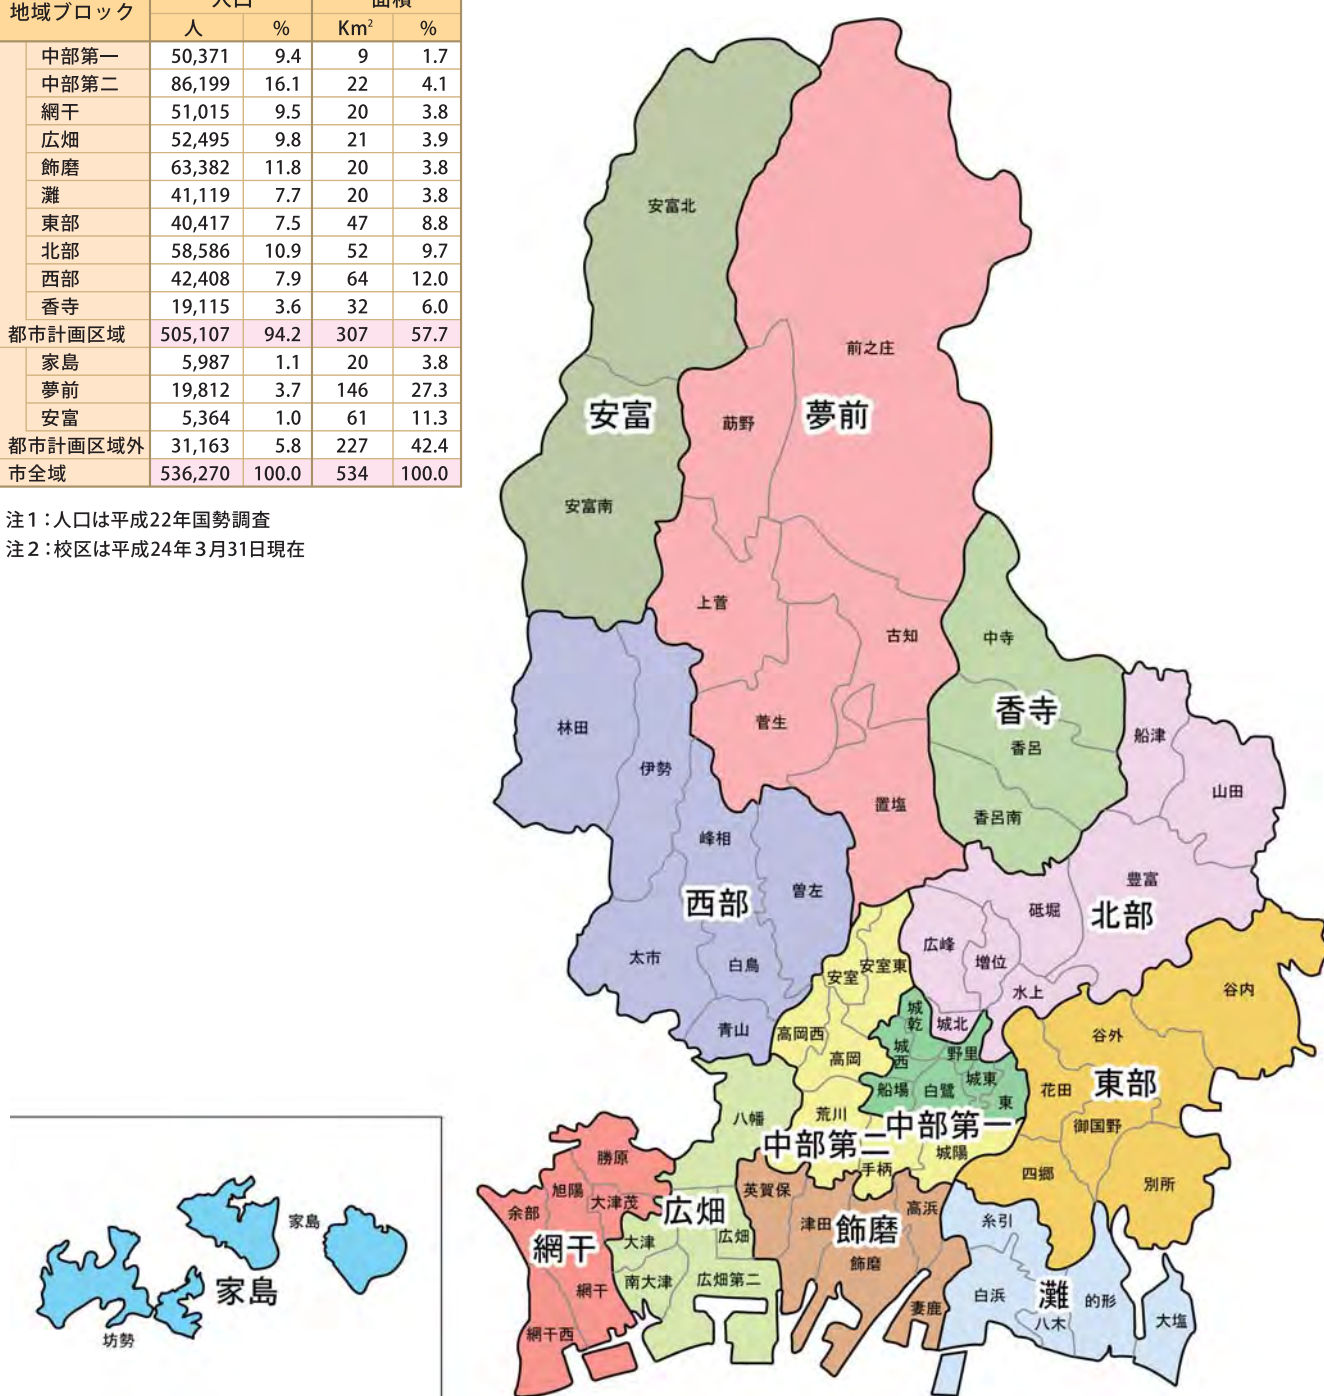 地域ブロック 人口 面積
人 % Km² %
中部第一 50,371 9.4 9 1.7
中部第二 86,199 16.1 22 4.1
網干 51,015 9.5 20 3.8
広畑 52,495 9.8 21 3.9
飾磨 63,382 11.8 20 3.8
灘 41,119 7.7 20 3.8
東部 40,417 7.5 47 8.8
北部 58,586 10.9 52 9.7
西部 42,408 7.9 64 12.0
香寺 19,115 3.6 32 6.0
都市計画区域 505,107 94.2 307 57.7
家島 5,987 1.1 20 3.8
夢前 19,812 3.7 146 27.3
安富 5,364 1.0 61 11.3
都市計画区域外 31,163 5.8 227 42.4
市全域 536,270 100.0 534 100.0
注1：人口は平成22年国勢調査
注2：校区は平成24年3月31日現在
安富北
前之庄
安富
莇野
夢前
安富南
上菅
古知
中寺
香寺
香呂
香呂南
菅生
置塩
林田
伊勢
峰相
曽左
西部
太市
白鳥
青山
船津
山田
豊富
砥堀
北部
広峰
増位
水上
城北
安室
安室東
高岡西
高岡
荒川
中部第二
手柄
城陽
城乾
城西
野里
船場
白鷺
城東
東
中部第一
谷内
谷外
花田
東部
御国野
四郷
別所
八幡
勝原
旭陽
大津茂
余部
網干
網干
網干西
広畑
大津
広畑
南大津
広畑第二
英賀保
津田
飾磨
高浜
飾磨
妻鹿
糸引
白浜
灘
八木
的形
大塩
家島
家島
坊勢